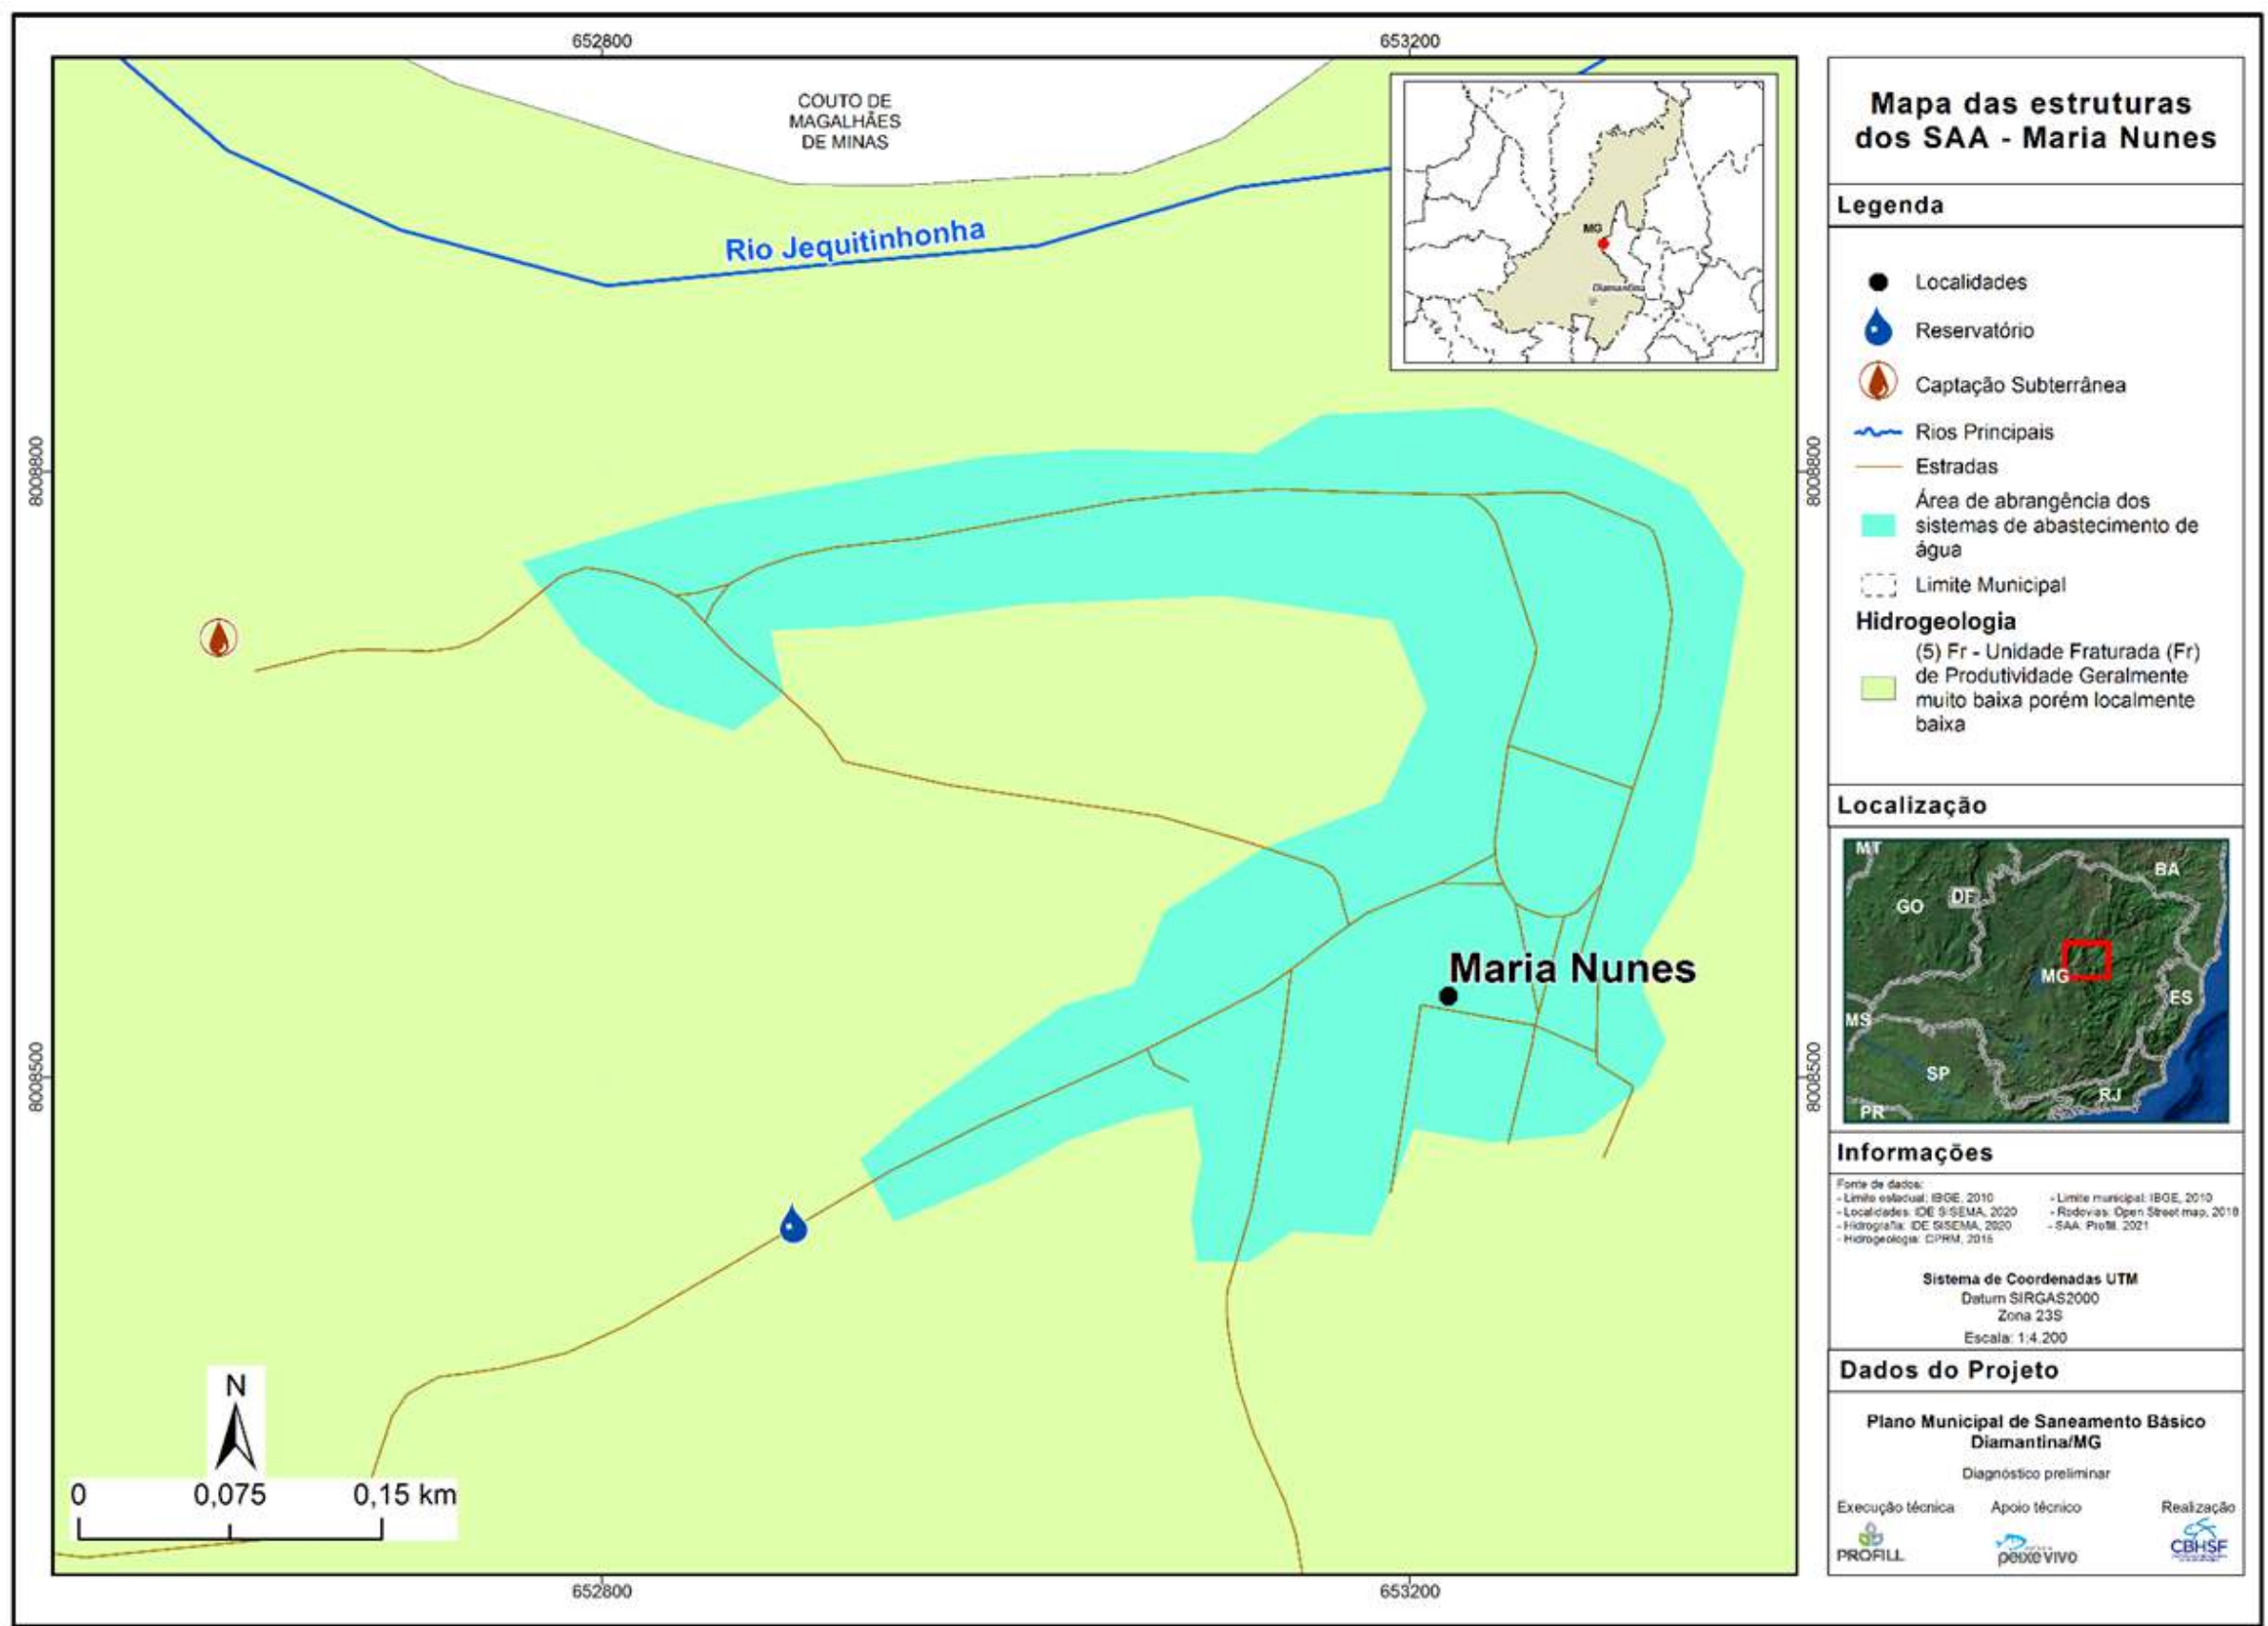 652800
653200
COUTO DE
MAGALHÃES
DE MINAS
Rio Jequitinhonha
MG
Diamantina
8008800
8008800
Maria Nunes
8008500
8008500
N
0
0,075
0,15 km
652800
653200
Mapa das estruturas
dos SAA - Maria Nunes
Legenda
Localidades
Reservatório
Captação Subterrânea
Rios Principais
Estradas
Área de abrangência dos
sistemas de abastecimento de
água
Limite Municipal
Hidrogeologia
(5) Fr - Unidade Fraturada (Fr)
de Produtividade Geralmente
muito baixa porém localmente
baixa
Localização
MT
BA
GO
DF
MG
ES
MS
SP
RJ
PR
Informações
Fonte de dados:
- Limite estadual: IBGE, 2010
- Limite municipal: IBGE, 2010
- Localidades: IDE SISEMA, 2020
- Rodovias: Open Street map, 2018
- Hidrografia: IDE SISEMA, 2020
- SAA: Profill, 2021
- Hidrogeologia: CPRM, 2015
Sistema de Coordenadas UTM
Datum SIRGAS2000
Zona 23S
Escala: 1:4.200
Dados do Projeto
Plano Municipal de Saneamento Básico
Diamantina/MG
Diagnóstico preliminar
Execução técnica
Apoio técnico
Realização
PROFILL
peixe vivo
CBHSF